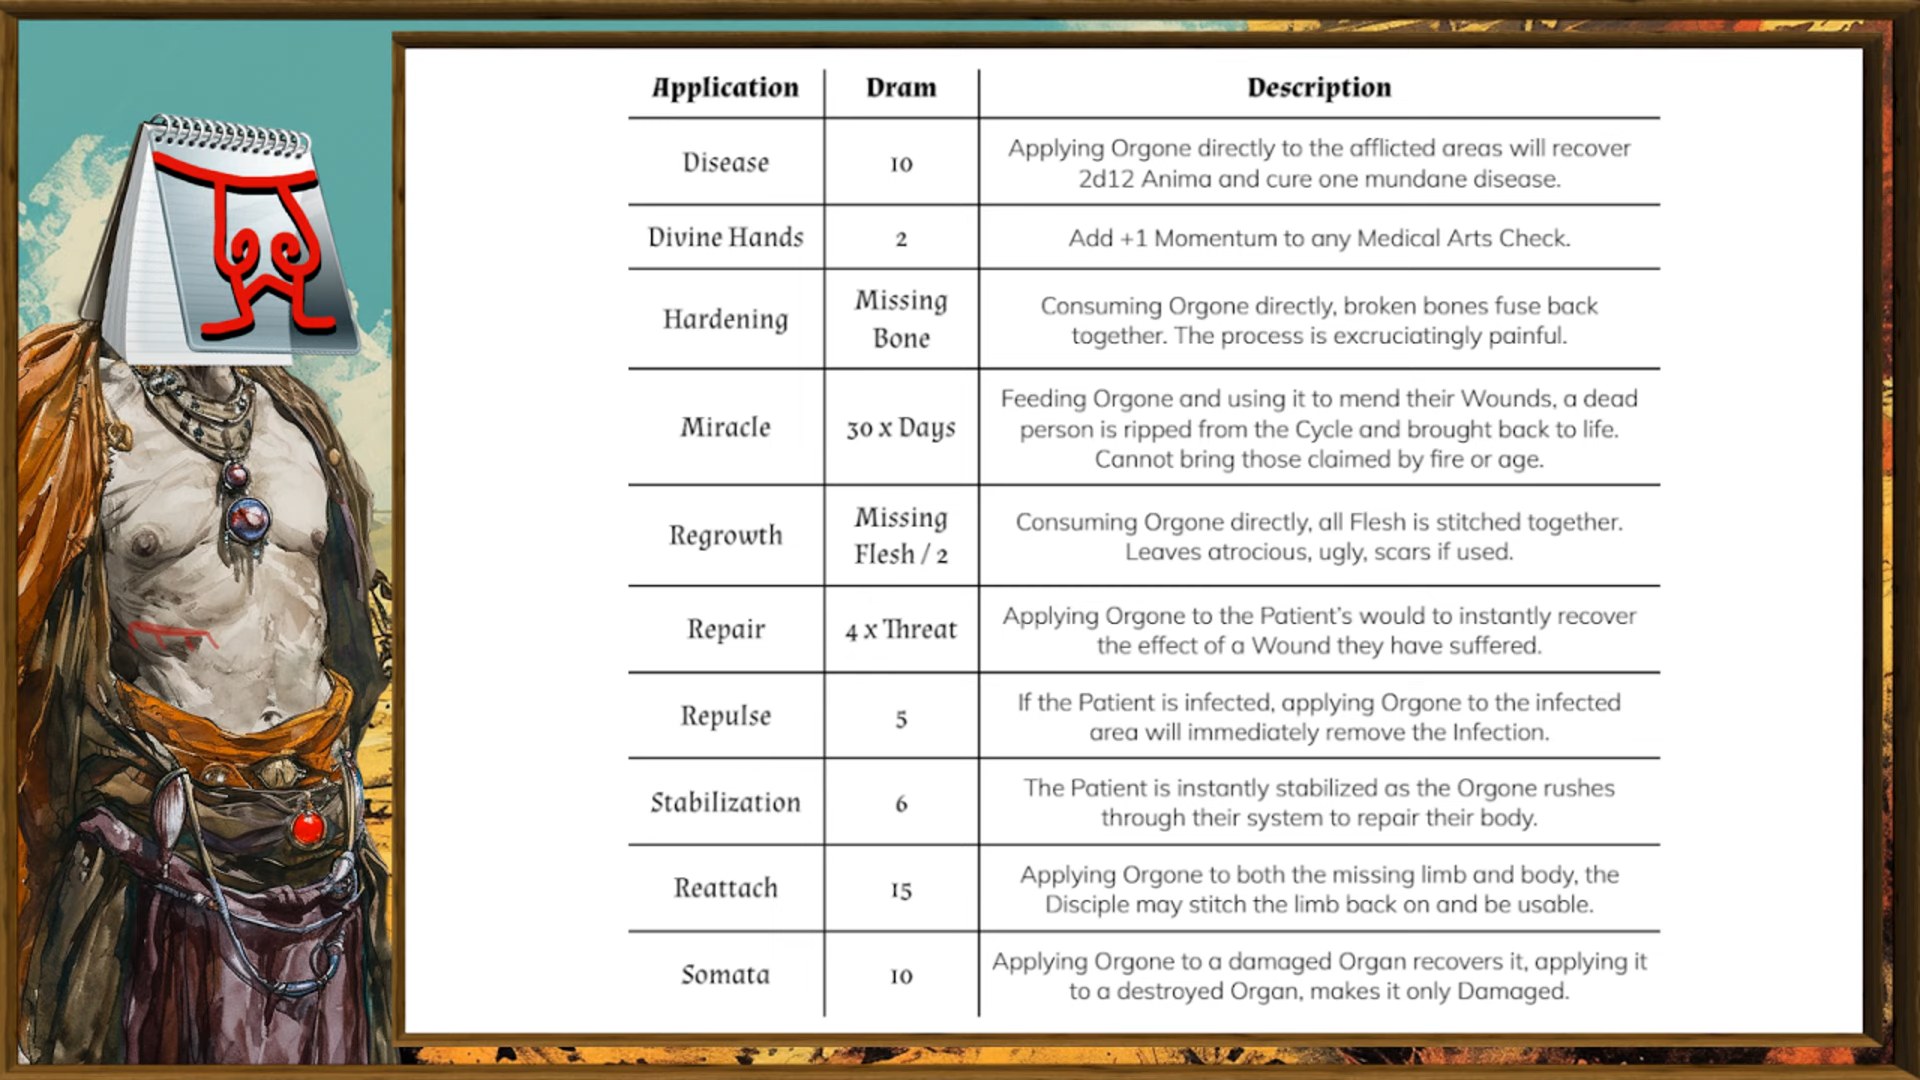 Application Dram Description
Disease 10 Applying Orgone directly to the afflicted areas will recover
2d12 Anima and cure one mundane disease.
Divine Hands 2 Add +1 Momentum to any Medical Arts Check.
Hardening Missing
Bone Consuming Orgone directly, broken bones fuse back
together. The process is excruciatingly painful.
Miracle 30 x Days Feeding Orgone and using it to mend their Wounds, a dead
person is ripped from the Cycle and brought back to life.
Cannot bring those claimed by fire or age.
Regrowth Missing
Flesh / 2 Consuming Orgone directly, all Flesh is stitched together.
Leaves atrocious, ugly, scars if used.
Repair 4 x Threat Applying Orgone to the Patient's would to instantly recover
the effect of a Wound they have suffered.
Repulse 5 If the Patient is infected, applying Orgone to the infected
area will immediately remove the Infection.
Stabilization 6 The Patient is instantly stabilized as the Orgone rushes
through their system to repair their body.
Reattach 15 Applying Orgone to both the missing limb and body, the
Disciple may stitch the limb back on and be usable.
Somata 10 Applying Orgone to a damaged Organ recovers it, applying it
to a destroyed Organ, makes it only Damaged.